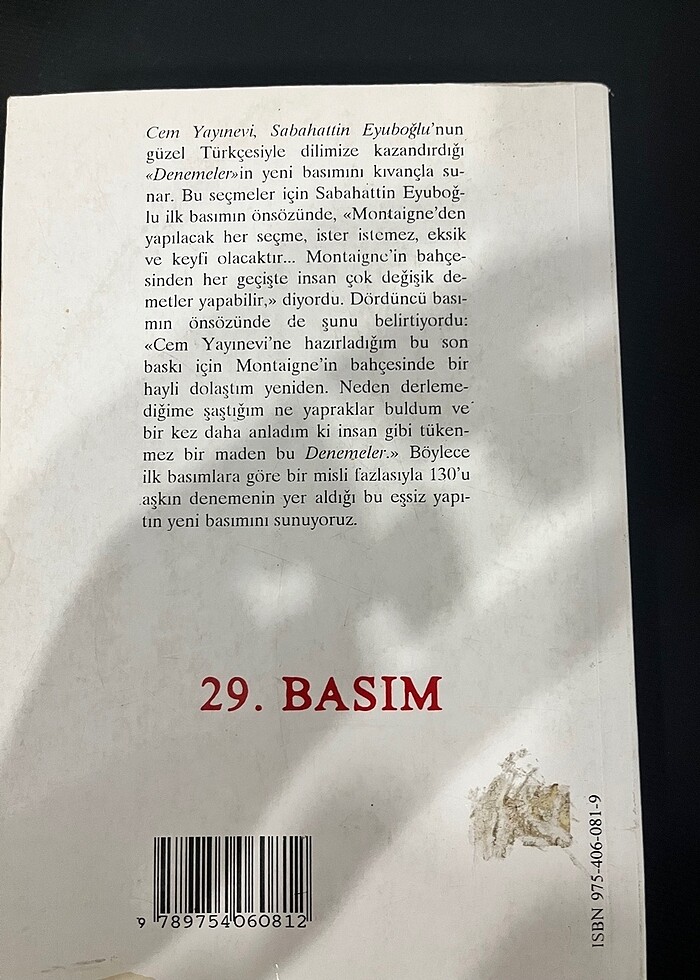 Cem Yayınevi, Sabahattin Eyuboğlu'nun
güzel Türkçesiyle dilimize kazandırdığı
«Denemeler»in yeni basımını kıvançla su-
nar. Bu seçmeler için Sabahattin Eyuboğ-
lu ilk basımın önsözünde, «Montaigne'den
yapılacak her seçme, ister istemez, eksik
ve keyfi olacaktır... Montaigne'in bahçe-
sinden her geçişte insan çok değişik de-
metler yapabilir,» diyordu. Dördüncü bası-
mın önsözünde de şunu belirtiyordu:
«Cem Yayınevi'ne hazırladığım bu son
baskı için Montaigne'in bahçesinde bir
hayli dolaştım yeniden. Neden derleme-
diğime şaştığım ne yapraklar buldum ve
bir kez daha anladım ki insan gibi tüken-
mez bir maden bu Denemeler.» Böylece
ilk basımlara göre bir misli fazlasıyla 130'u
aşkın denemenin yer aldığı bu eşsiz yapı-
tın yeni basımını sunuyoruz.
29. BASIM
9 789754 060812
ISBN 975-406-081-9